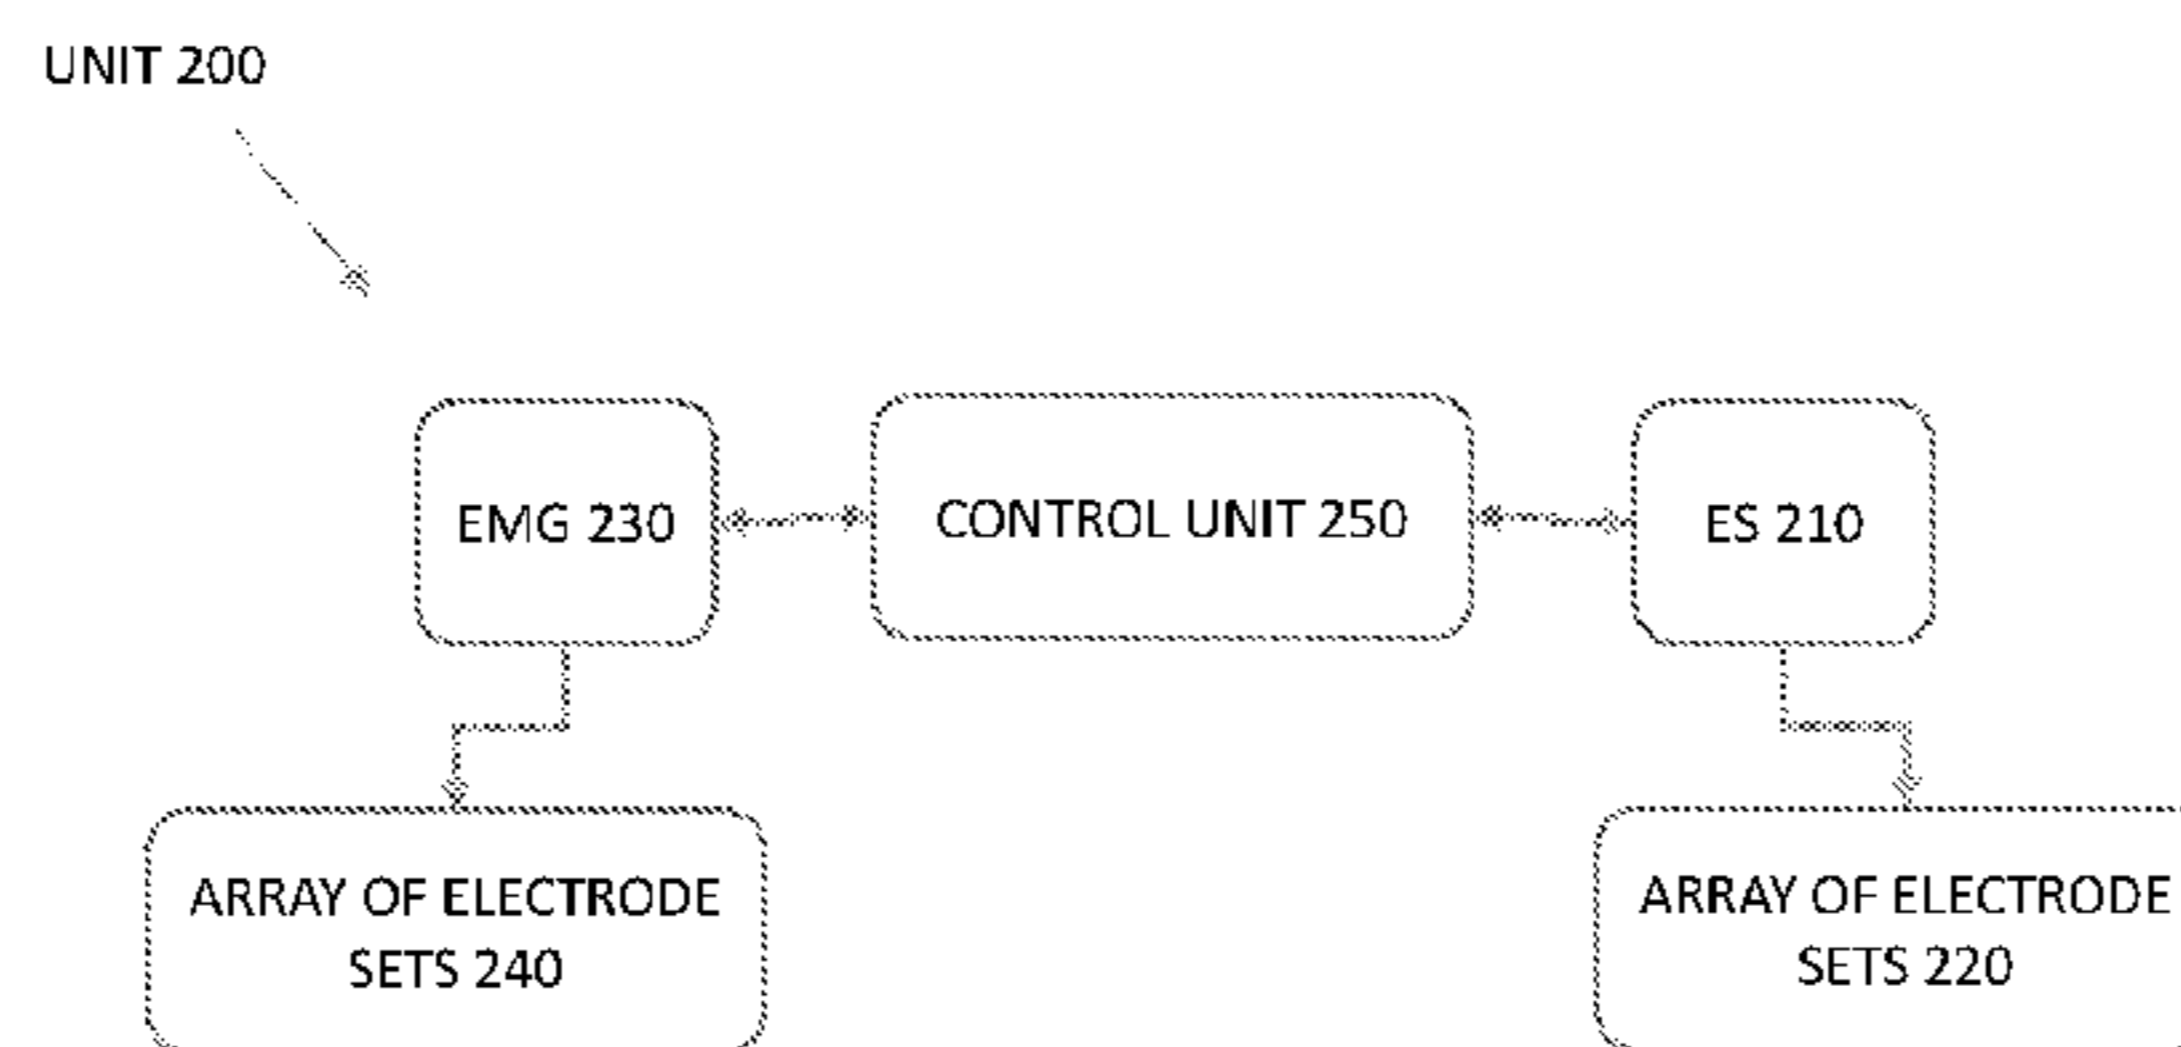 UNIT 200
EMG 230
CONTROL UNIT 250
ES 210
ARRAY OF ELECTRODE
SETS 240
ARRAY OF ELECTRODE
SETS 220